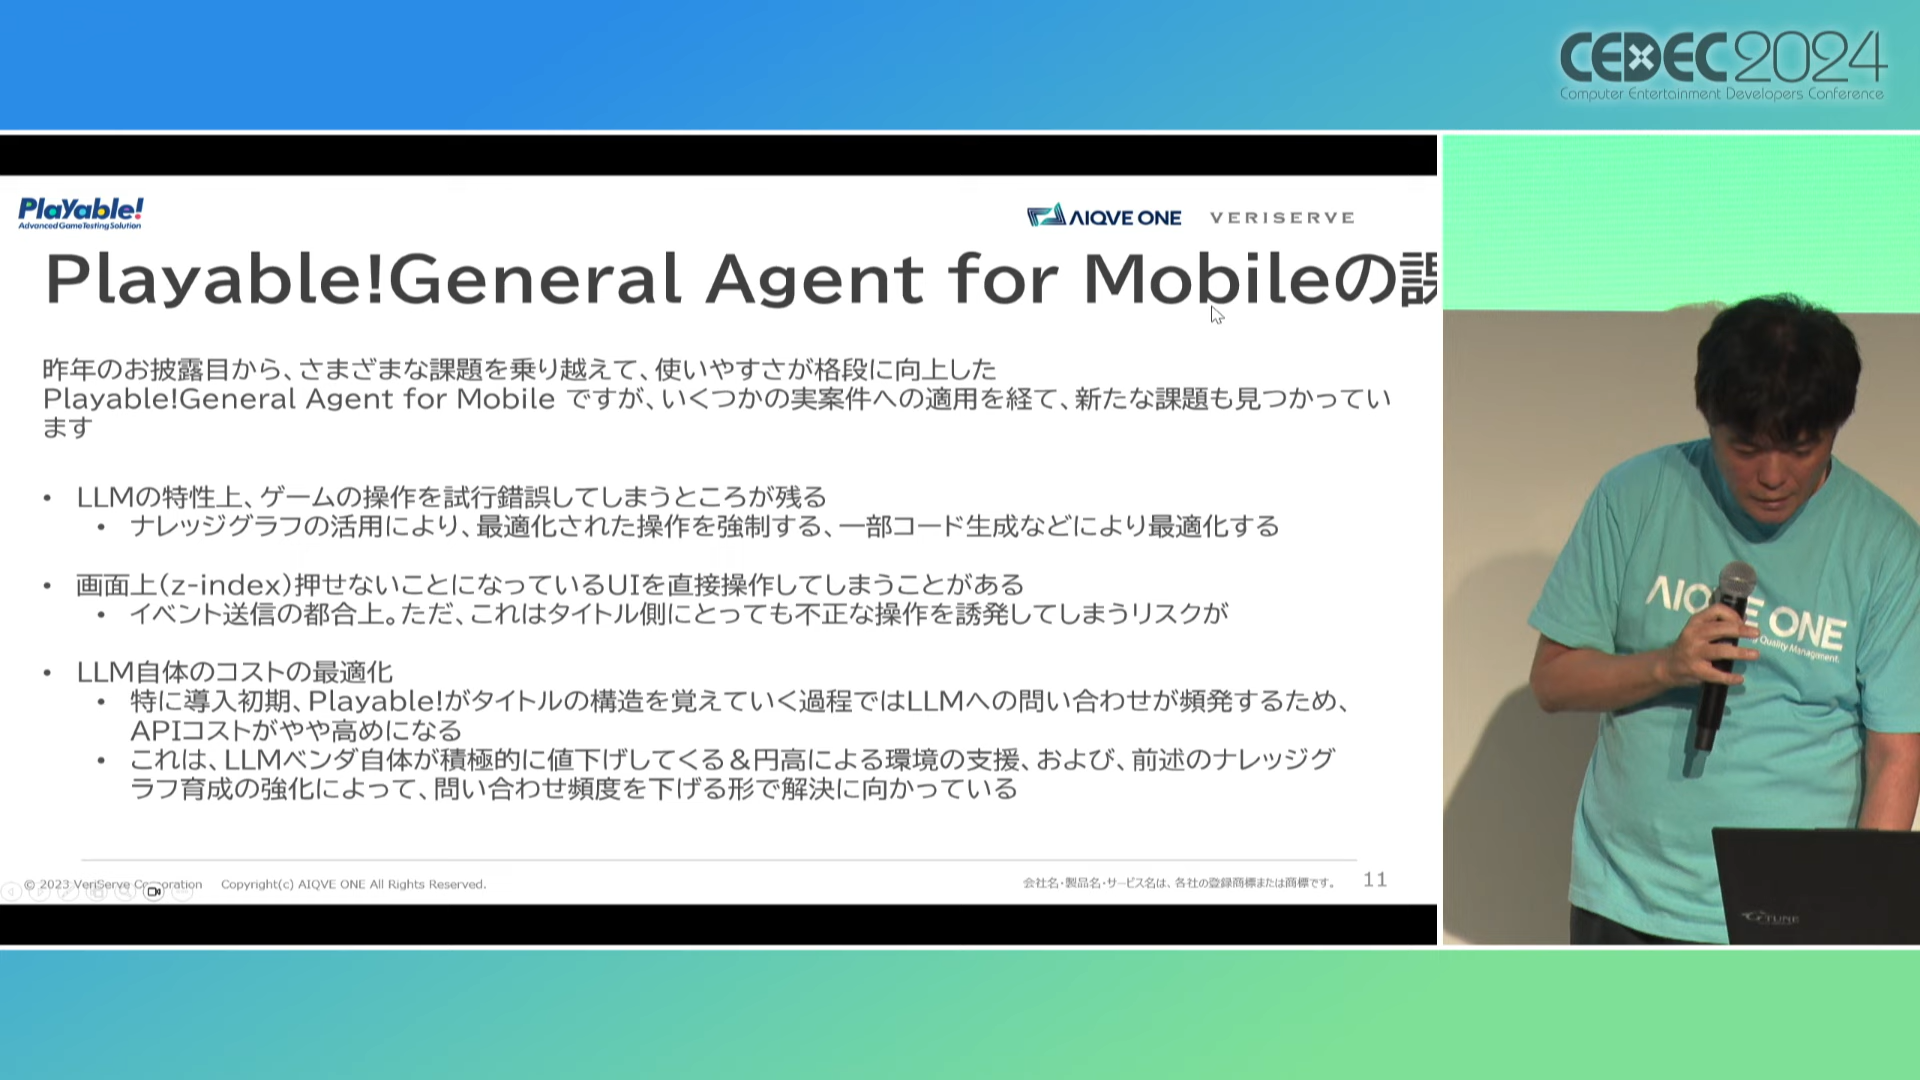 CEDEC2024
Computer Entertainment Developers Conference
PlaYable!
Advanced Game Testing Solution
AIQVE ONE VERISERVE
Playable!General Agent for Mobileの課
昨年のお披露目から、さまざまな課題を乗り越えて、使いやすさが格段に向上した
Playable!General Agent for Mobile ですが、いくつかの実案件への適用を経て、新たな課題も見つかってい
ます
• LLMの特性上、ゲームの操作を試行錯誤してしまうところが残る
• ナレッジグラフの活用により、最適化された操作を強制する、一部コード生成などにより最適化する
• 画面上(z-index)押せないことになっているUIを直接操作してしまうことがある
• イベント送信の都合上。ただ、これはタイトル側にとっても不正な操作を誘発してしまうリスクが
• LLM自体のコストの最適化
• 特に導入初期、Playable!がタイトルの構造を覚えていく過程ではLLMへの問い合わせが頻発するため、
APIコストがやや高めになる
• これは、LLMベンダ自体が積極的に値下げしてくる＆円高による環境の支援、および、前述のナレッジグ
ラフ育成の強化によって、問い合わせ頻度を下げる形で解決に向かっている
© 2023 VeriServe Corporation Copyright(c) AIQVE ONE All Rights Reserved.
会社名・製品名・サービス名は、各社の登録商標または商標です。 11
AIQVE ONE
Quality Management.
G TUNE